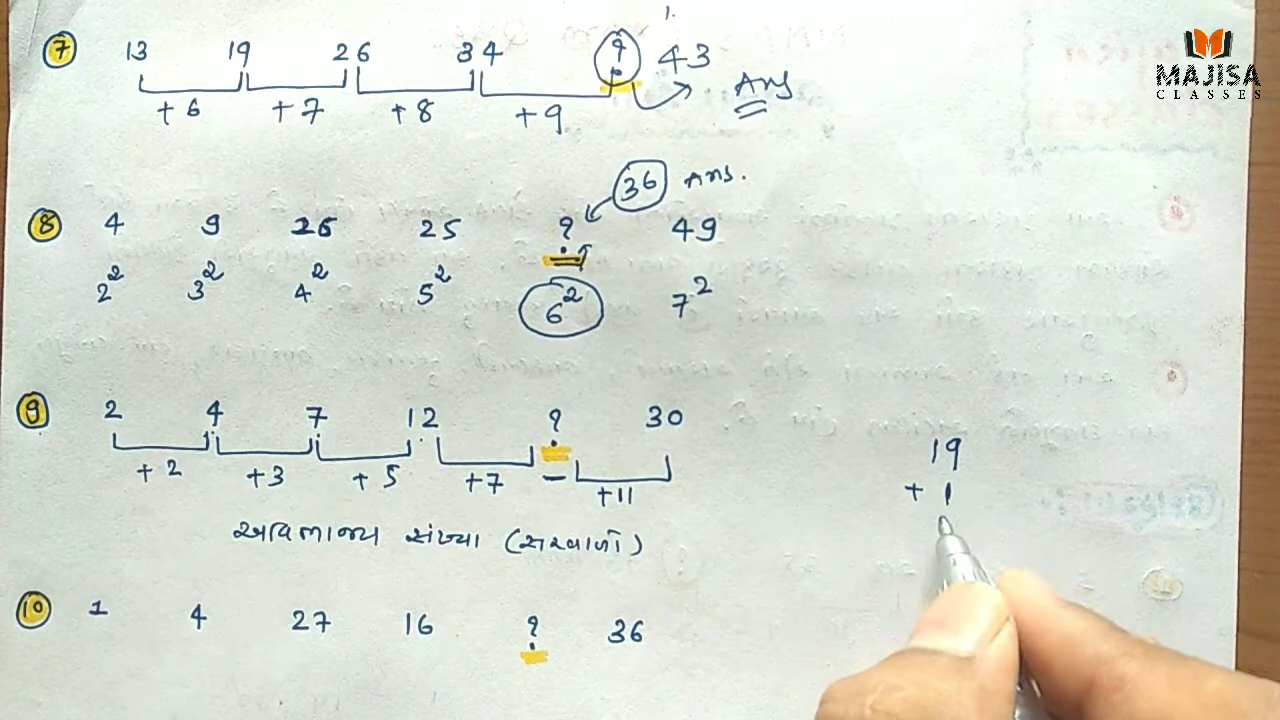 MAJISA
CLASSES
7 13 19 26 34 ? 43
+6 +7 +8 +9 Ans
36 Ans.
8 4 9 26 25 ? 49
2² 3² 4² 5² 6² 7²
9 2 4 7 12 ? 30
+2 +3 +5 +7 – +11
અવિભાજ્ય સંખ્યા (સરવાળો)
19
+ 1
10 1 4 27 16 ? 36